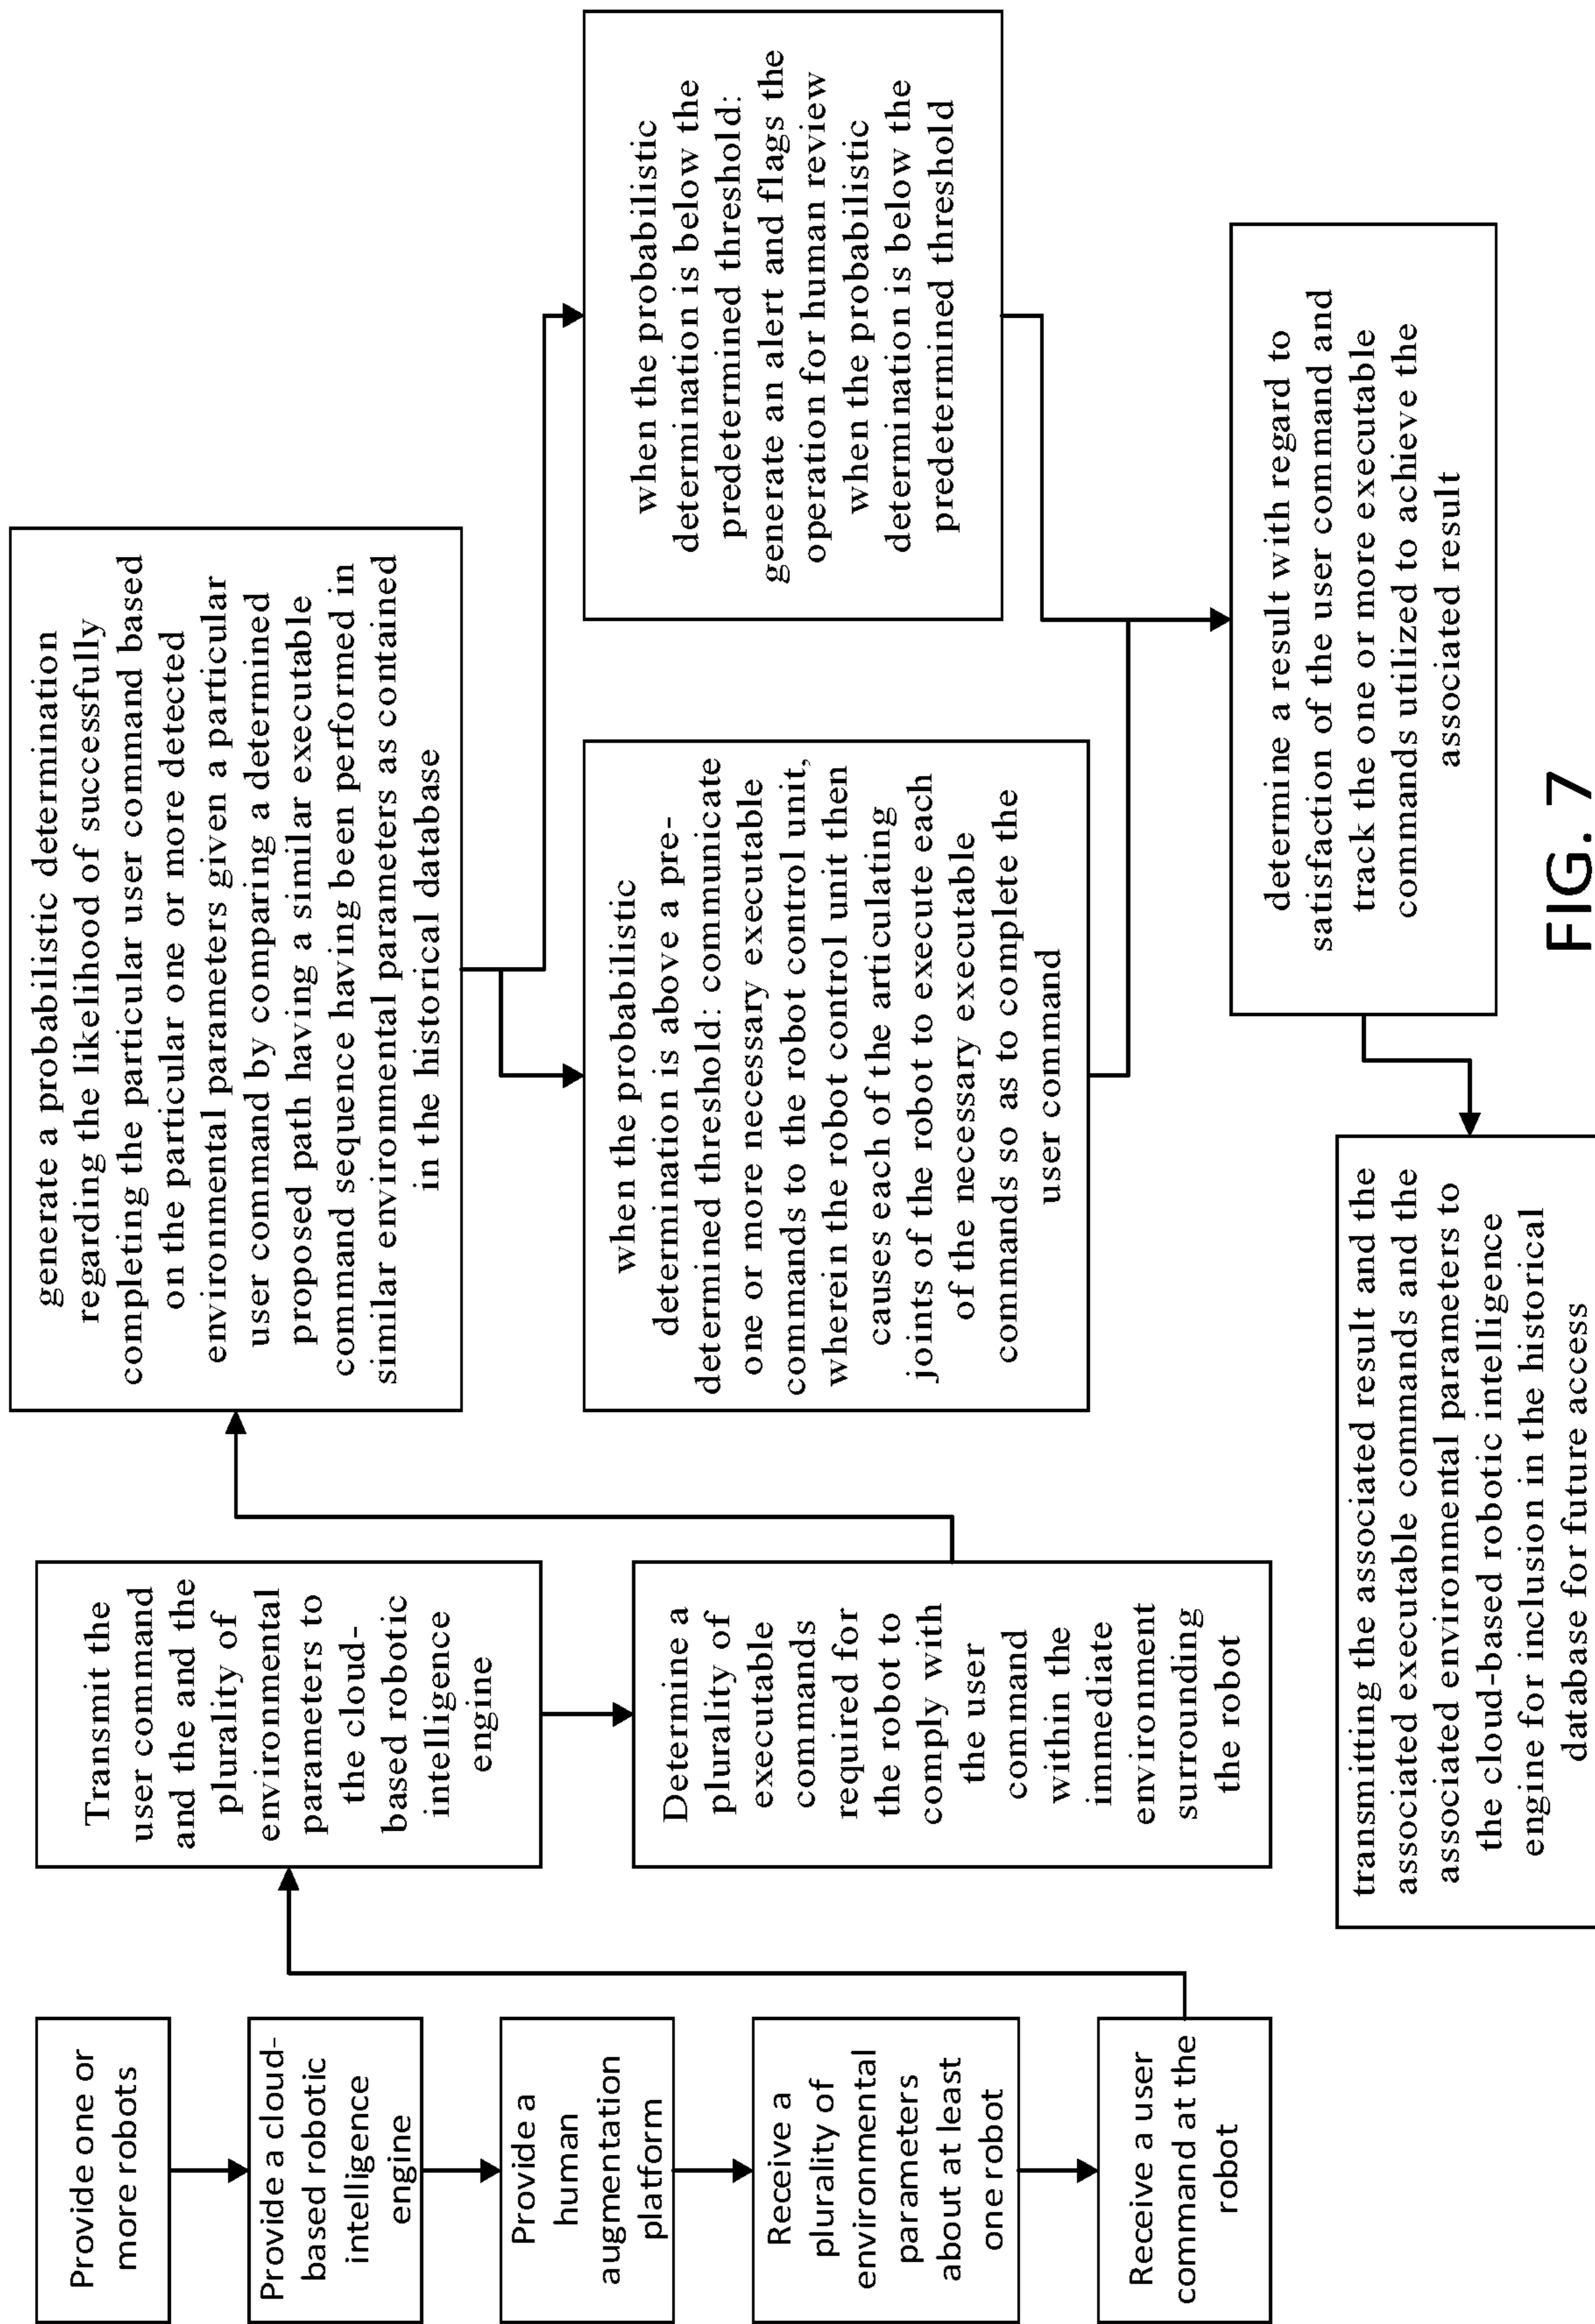 Provide one or
more robots
Provide a cloud-
based robotic
intelligence
engine
Provide a
human
augmentation
platform
Receive a
plurality of
environmental
parameters
about at least
one robot
Receive a user
command at the
robot
Transmit the
user command
and the and the
plurality of
environmental
parameters to
the cloud-
based robotic
intelligence
engine
Determine a
plurality of
executable
commands
required for
the robot to
comply with
the user
command
within the
immediate
environment
surrounding
the robot
generate a probabilistic determination
regarding the likelihood of successfully
completing the particular user command based
on the particular one or more detected
environmental parameters given a particular
user command by comparing a determined
proposed path having a similar executable
command sequence having been performed in
similar environmental parameters as contained
in the historical database
when the probabilistic
determination is above a pre-
determined threshold: communicate
one or more necessary executable
commands to the robot control unit,
wherein the robot control unit then
causes each of the articulating
joints of the robot to execute each
of the necessary executable
commands so as to complete the
user command
when the probabilistic
determination is below the
predetermined threshold:
generate an alert and flags the
operation for human review
when the probabilistic
determination is below the
predetermined threshold
determine a result with regard to
satisfaction of the user command and
track the one or more executable
commands utilized to achieve the
associated result
transmitting the associated result and the
associated executable commands and the
associated environmental parameters to
the cloud-based robotic intelligence
engine for inclusion in the historical
database for future access
FIG. 7